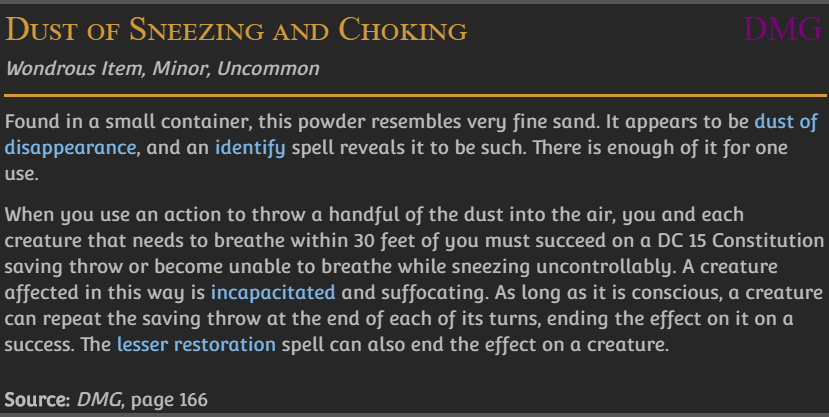 Dust of Sneezing and Choking DMG
Wondrous Item, Minor, Uncommon
Found in a small container, this powder resembles very fine sand. It appears to be dust of
disappearance, and an identify spell reveals it to be such. There is enough of it for one
use.
When you use an action to throw a handful of the dust into the air, you and each
creature that needs to breathe within 30 feet of you must succeed on a DC 15 Constitution
saving throw or become unable to breathe while sneezing uncontrollably. A creature
affected in this way is incapacitated and suffocating. As long as it is conscious, a creature
can repeat the saving throw at the end of each of its turns, ending the effect on it on a
success. The lesser restoration spell can also end the effect on a creature.
Source: DMG, page 166